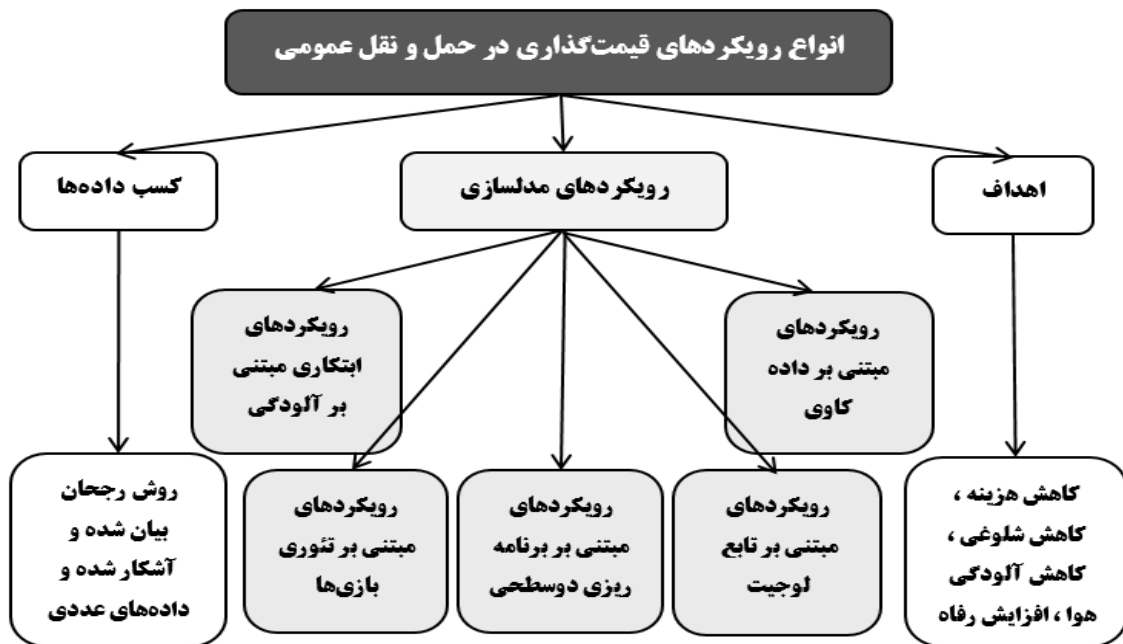 انواع رویکردهای قیمت‌گذاری در حمل و نقل عمومی
اهداف
رویکردهای مدلسازی
کسب داده‌ها
رویکردهای
مبتنی بر داده
کاوی
رویکردهای
ابتکاری مبتنی
بر آلودگی
کاهش هزینه ،
کاهش شلوغی ،
کاهش آلودگی
هوا ، افزایش رفاه
رویکردهای
مبتنی بر تابع
لوجیت
رویکردهای
مبتنی بر برنامه
ریزی دوسطحی
رویکردهای
مبتنی بر تئوری
بازی‌ها
روش رجحان
بیان شده و
آشکار شده و
داده‌های عددی